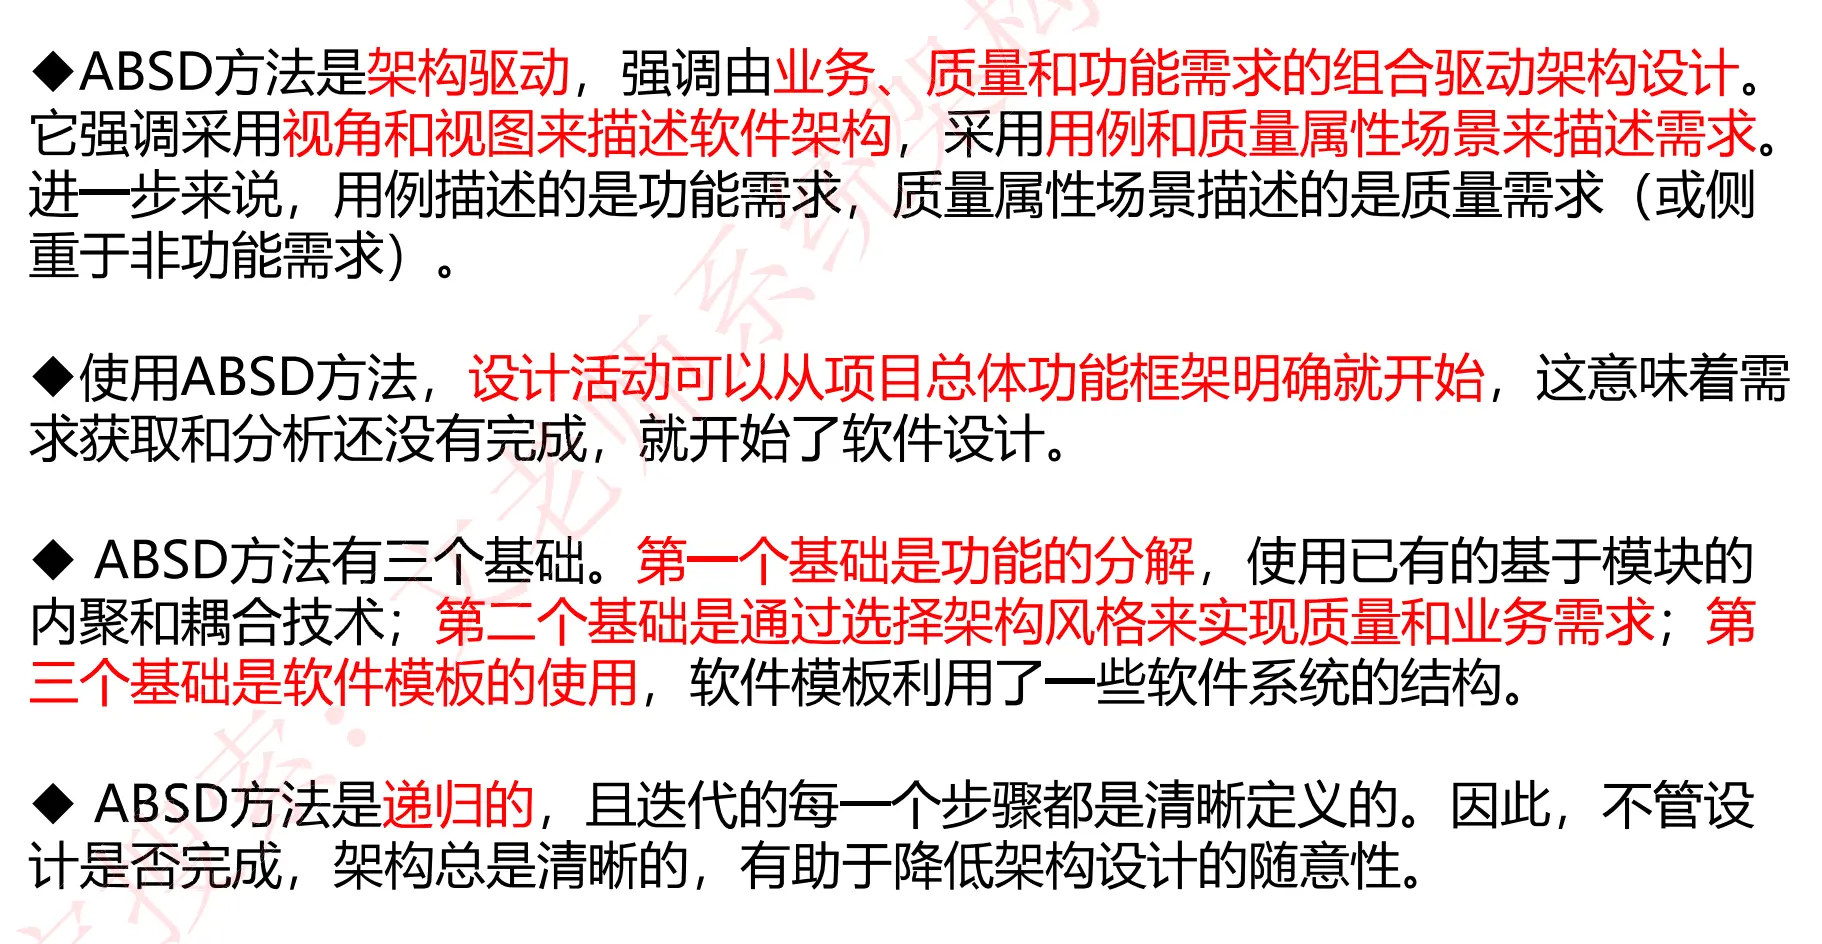 ◆ABSD方法是架构驱动，强调由业务、质量和功能需求的组合驱动架构设计。
它强调采用视角和视图来描述软件架构，采用用例和质量属性场景来描述需求。
进一步来说，用例描述的是功能需求，质量属性场景描述的是质量需求（或侧
重于非功能需求）。
◆使用ABSD方法，设计活动可以从项目总体功能框架明确就开始，这意味着需
求获取和分析还没有完成，就开始了软件设计。
◆ ABSD方法有三个基础。第一个基础是功能的分解，使用已有的基于模块的
内聚和耦合技术；第二个基础是通过选择架构风格来实现质量和业务需求；第
三个基础是软件模板的使用，软件模板利用了一些软件系统的结构。
◆ ABSD方法是递归的，且迭代的每一个步骤都是清晰定义的。因此，不管设
计是否完成，架构总是清晰的，有助于降低架构设计的随意性。
搜索：文老师系统架构